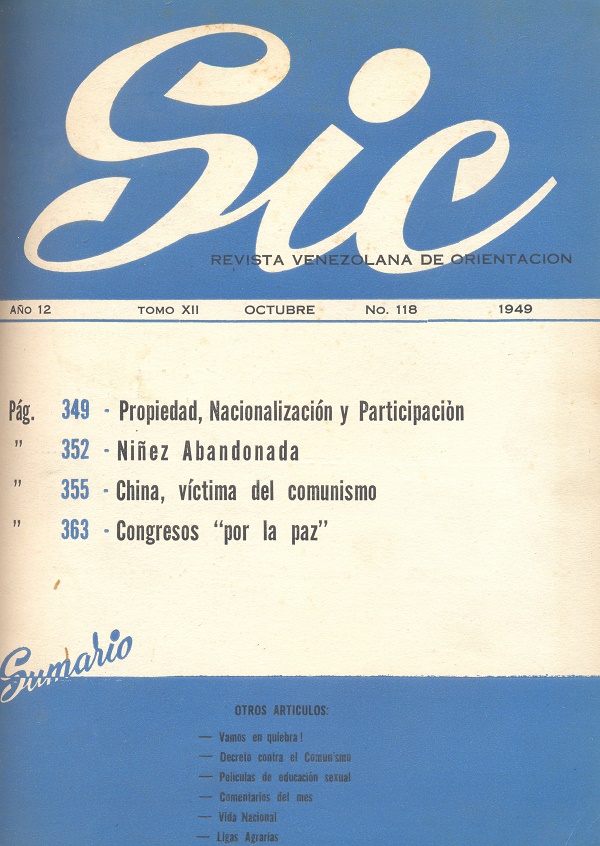 Sic
REVISTA VENEZOLANA DE ORIENTACION
AÑO 12 TOMO XII OCTUBRE No. 118 1949
Pág. 349 - Propiedad, Nacionalización y Participaciòn
" 352 - Niñez Abandonada
" 355 - China, víctima del comunismo
" 363 - Congresos "por la paz"
Sumario
OTROS ARTICULOS:
— Vamos en quiebra!
— Decreto contra el Comunismo
— Películas de educación sexual
— Comentarios del mes
— Vida Nacional
— Ligas Agrarias